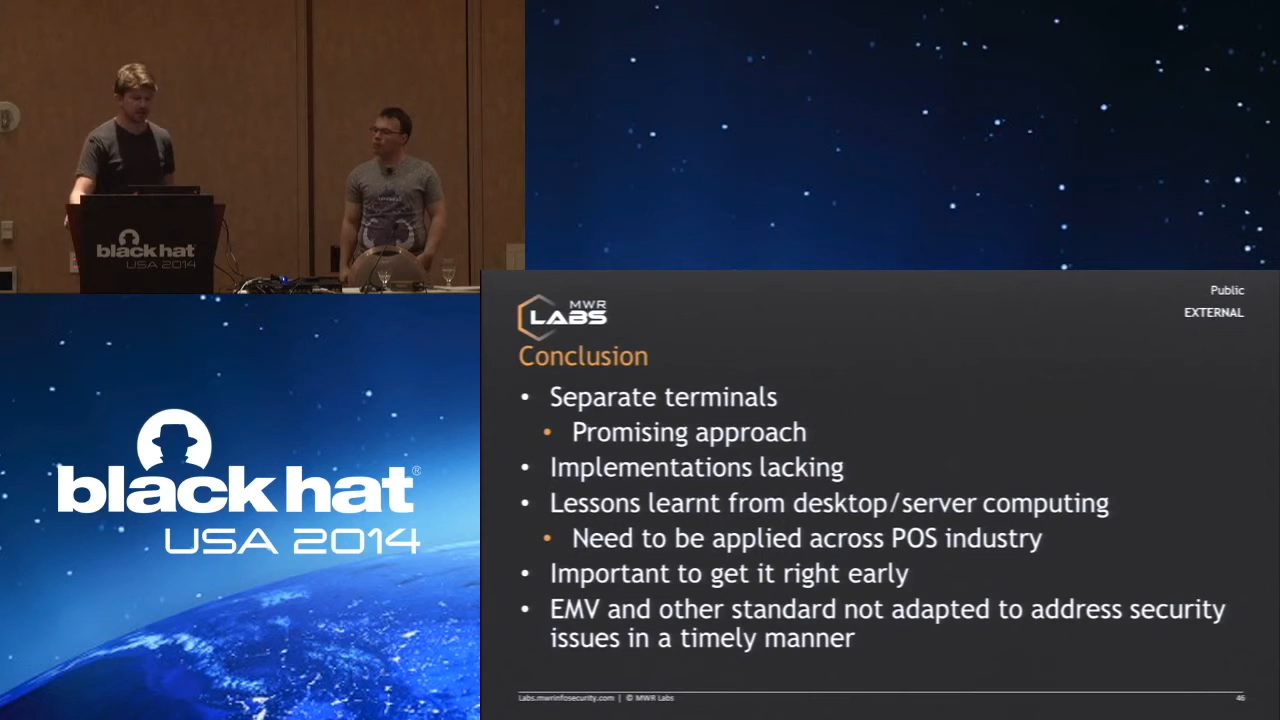 black hat
USA 2014
MWR
LABS
Public
EXTERNAL
Conclusion
• Separate terminals
• Promising approach
• Implementations lacking
• Lessons learnt from desktop/server computing
• Need to be applied across POS industry
• Important to get it right early
• EMV and other standard not adapted to address security
issues in a timely manner
black hat®
USA 2014
Labs.mwrinfosecurity.com | © MWR Labs
46